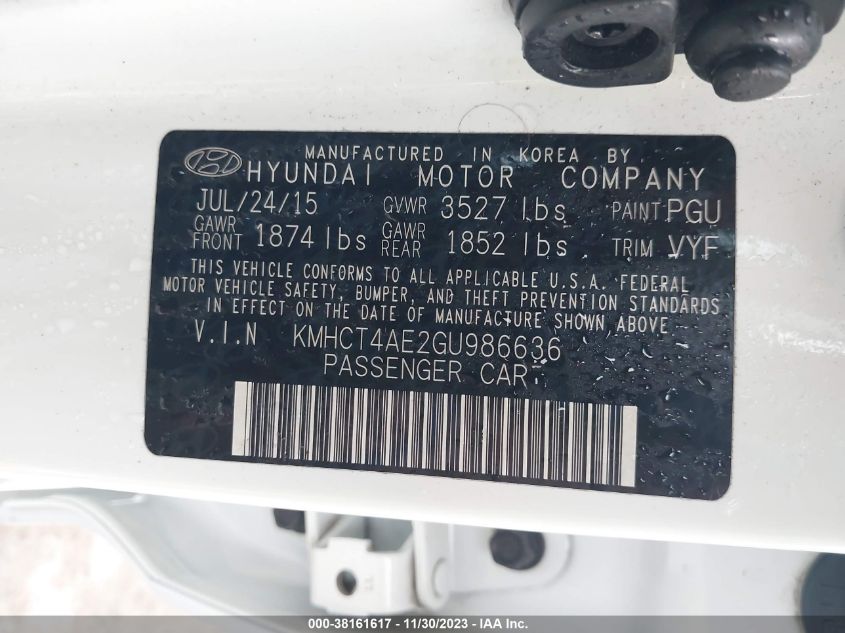 MANUFACTURED IN KOREA BY
HYUNDAI MOTOR COMPANY
JUL/24/15 GVWR 3527 lbs PAINT PGU
GAWR FRONT 1874 lbs GAWR REAR 1852 lbs TRIM VYF
THIS VEHICLE CONFORMS TO ALL APPLICABLE U.S.A. FEDERAL
MOTOR VEHICLE SAFETY, BUMPER, AND THEFT PREVENTION STANDARDS
IN EFFECT ON THE DATE OF MANUFACTURE SHOWN ABOVE
V.I.N KMHCT4AE2GU986636
PASSENGER CAR
000-38161617 - 11/30/2023 - © IAA Inc.